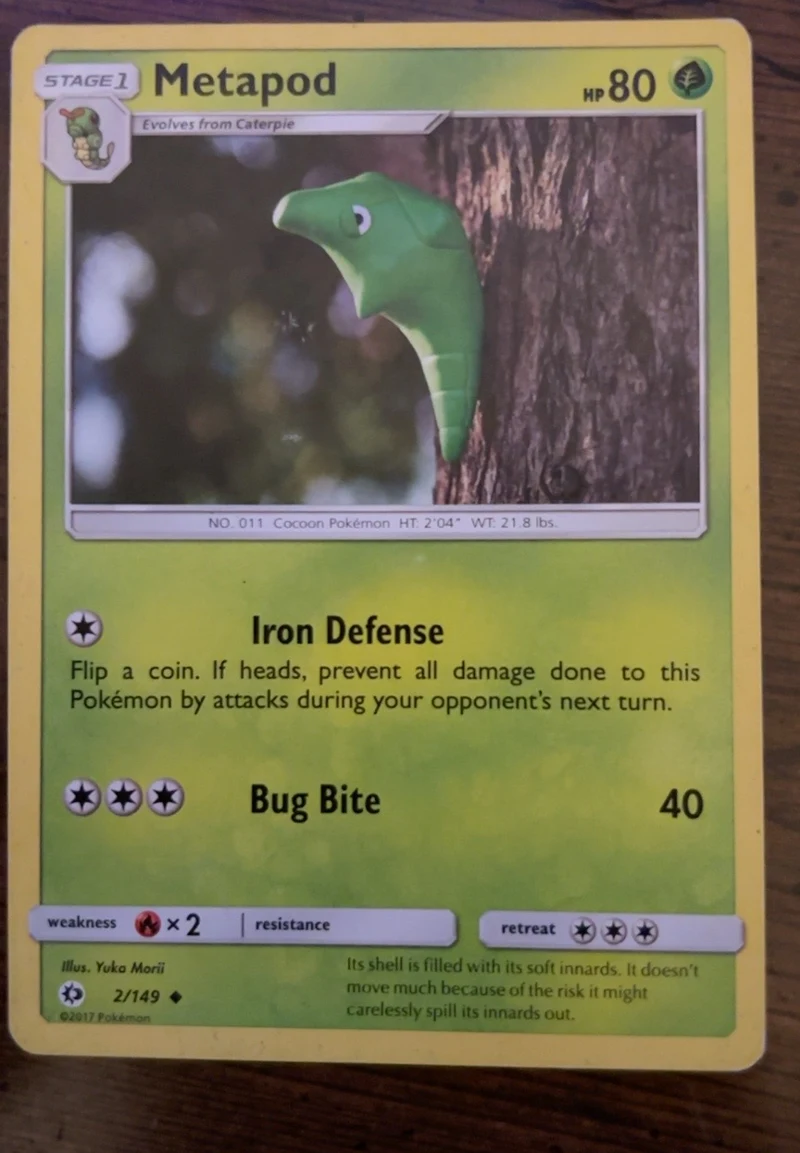 STAGE 1 Metapod HP 80
Evolves from Caterpie
NO. 011 Cocoon Pokémon HT: 2'04" WT: 21.8 lbs.
Iron Defense
Flip a coin. If heads, prevent all damage done to this
Pokémon by attacks during your opponent's next turn.
Bug Bite 40
weakness × 2 resistance retreat
Illus. Yuka Morii
2/149
©2017 Pokémon
Its shell is filled with its soft innards. It doesn't
move much because of the risk it might
carelessly spill its innards out.